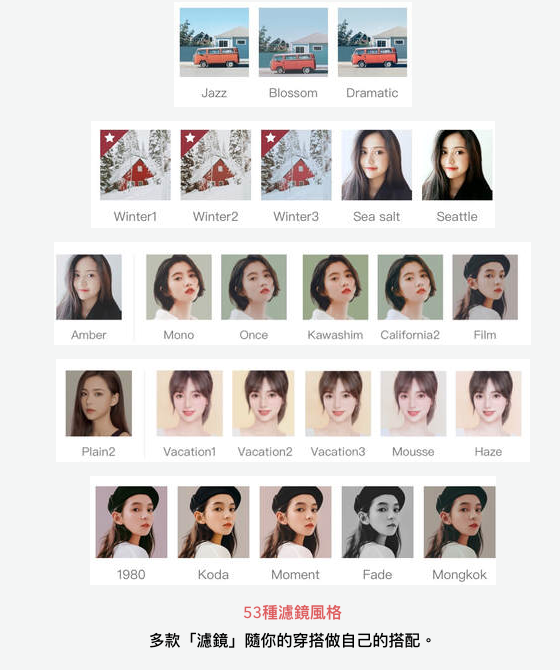 Jazz Blossom Dramatic
Winter1 Winter2 Winter3 Sea salt Seattle
Amber Mono Once Kawashim California2 Film
Plain2 Vacation1 Vacation2 Vacation3 Mousse Haze
1980 Koda Moment Fade Mongkok
53種濾鏡風格
多款「濾鏡」隨你的穿搭做自己的搭配。